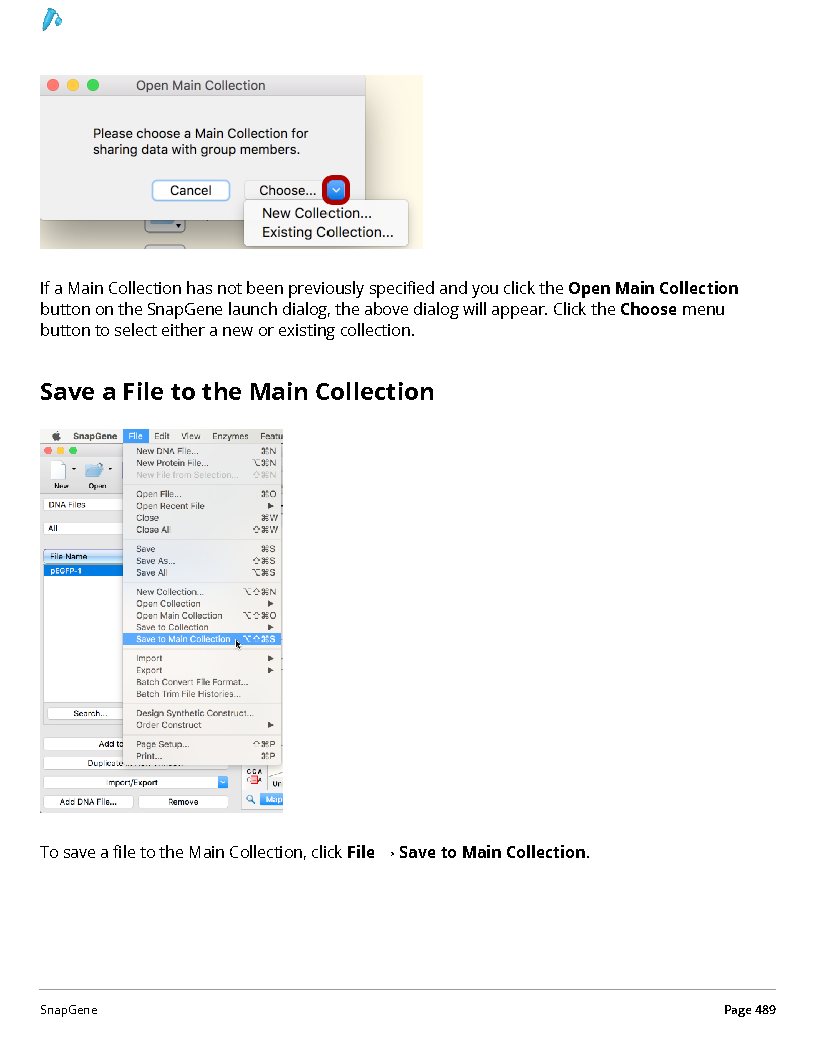 Open Main Collection
Please choose a Main Collection for
sharing data with group members.
Cancel
Choose...
New Collection...
Existing Collection...
If a Main Collection has not been previously specified and you click the Open Main Collection
button on the SnapGene launch dialog, the above dialog will appear. Click the Choose menu
button to select either a new or existing collection.
Save a File to the Main Collection
SnapGene File Edit View Enzymes Featu
New DNA File... ⌘N
New Protein File... ⌥⌘N
New File from Selection... ⇧⌘N
New Open
Open File... ⌘O
DNA Files
Open Recent File ▶
Close ⌘W
All
Close All ⇧⌘W
Save ⌘S
File Name
Save As... ⇧⌘S
pEGFP-1
Save All ⌥⌘S
New Collection... ⌥⇧⌘N
Open Collection ▶
Open Main Collection ⌥⇧⌘O
Save to Collection ▶
Save to Main Collection ⌥⇧⌘S
Import ▶
Export ▶
Batch Convert File Format...
Batch Trim File Histories...
Search...
Design Synthetic Construct...
Order Construct ▶
Add to
Page Setup... ⇧⌘P
Print... ⌘P
Duplicate
Import/Export
Un
Add DNA File...
Remove
Map
To save a file to the Main Collection, click File → Save to Main Collection.
SnapGene
Page 489